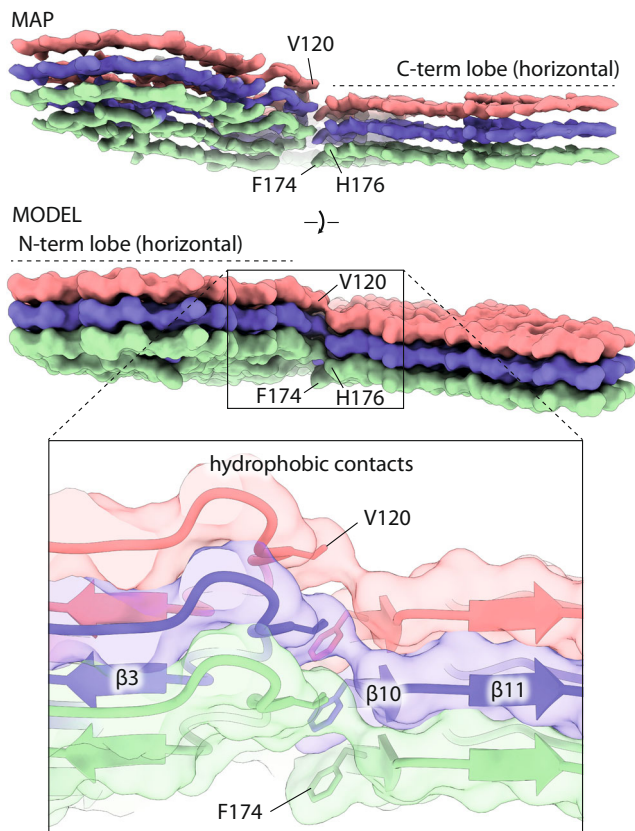 MAP
V120
C-term lobe (horizontal)
F174
H176
MODEL
N-term lobe (horizontal)
V120
F174
H176
hydrophobic contacts
V120
β3
β10
β11
F174